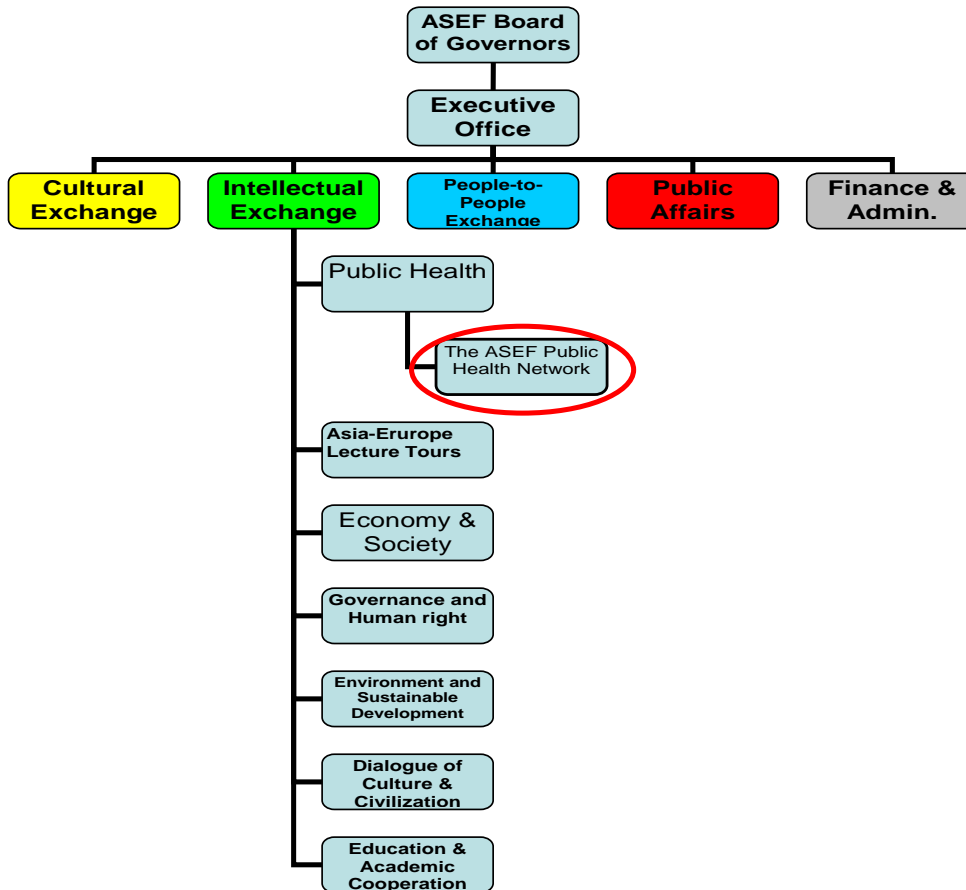 ASEF Board
of Governors
Executive
Office
Cultural
Exchange
Intellectual
Exchange
People-to-
People
Exchange
Public
Affairs
Finance &
Admin.
Public Health
The ASEF Public
Health Network
Asia-Erurope
Lecture Tours
Economy &
Society
Governance and
Human right
Environment and
Sustainable
Development
Dialogue of
Culture &
Civilization
Education &
Academic
Cooperation